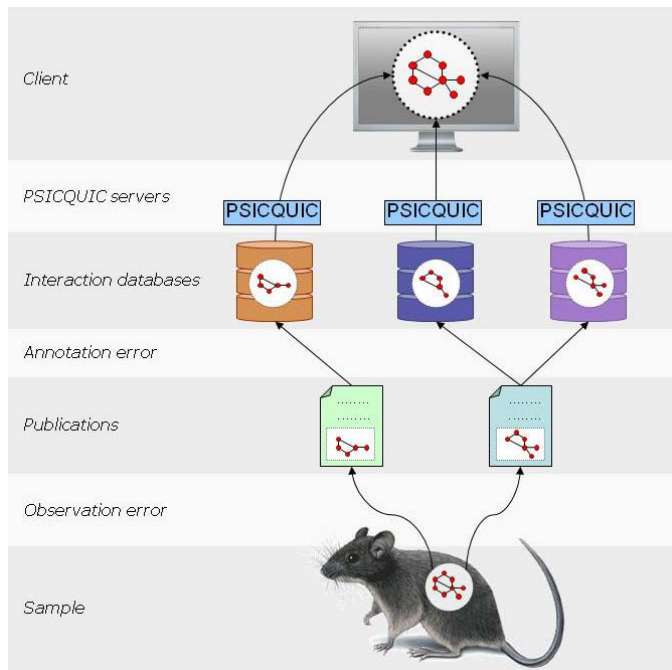 Client
PSICQUIC servers
PSICQUIC PSICQUIC PSICQUIC
Interaction databases
Annotation error
Publications
Observation error
Sample